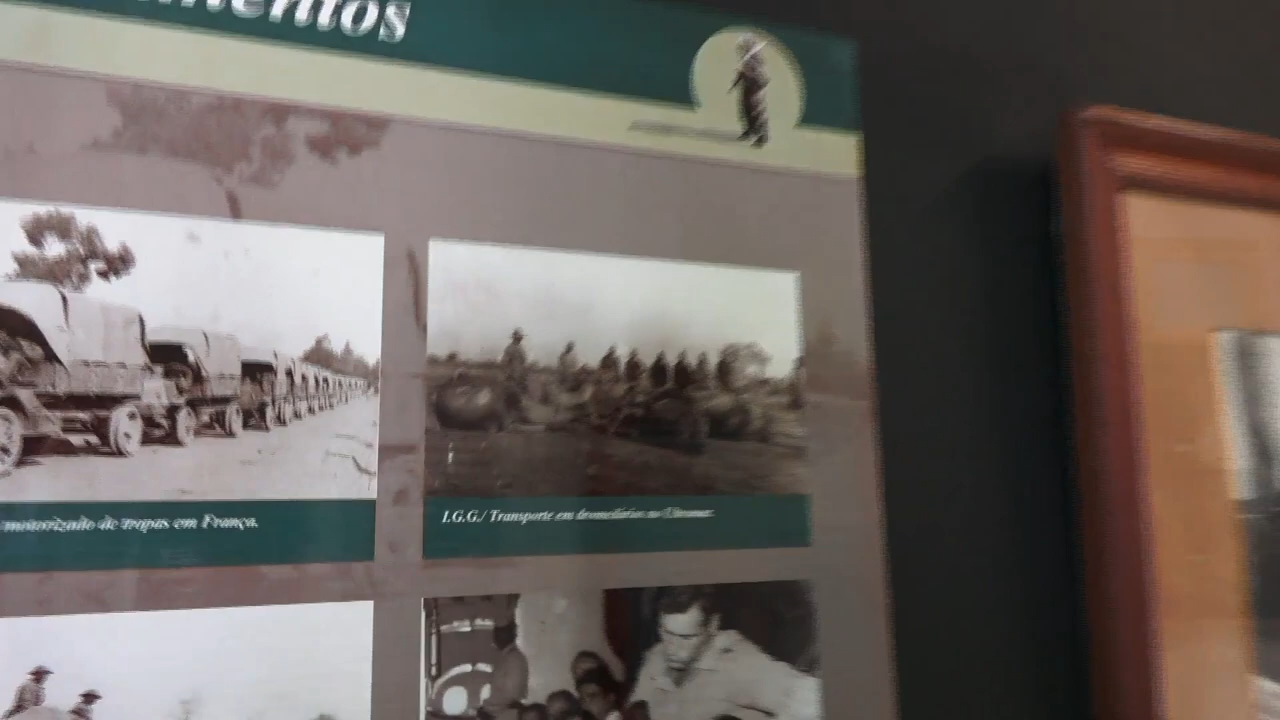 mentos
motorizado de tropas em França.
I.G.G./ Transporte em dromedários no Ultramar.